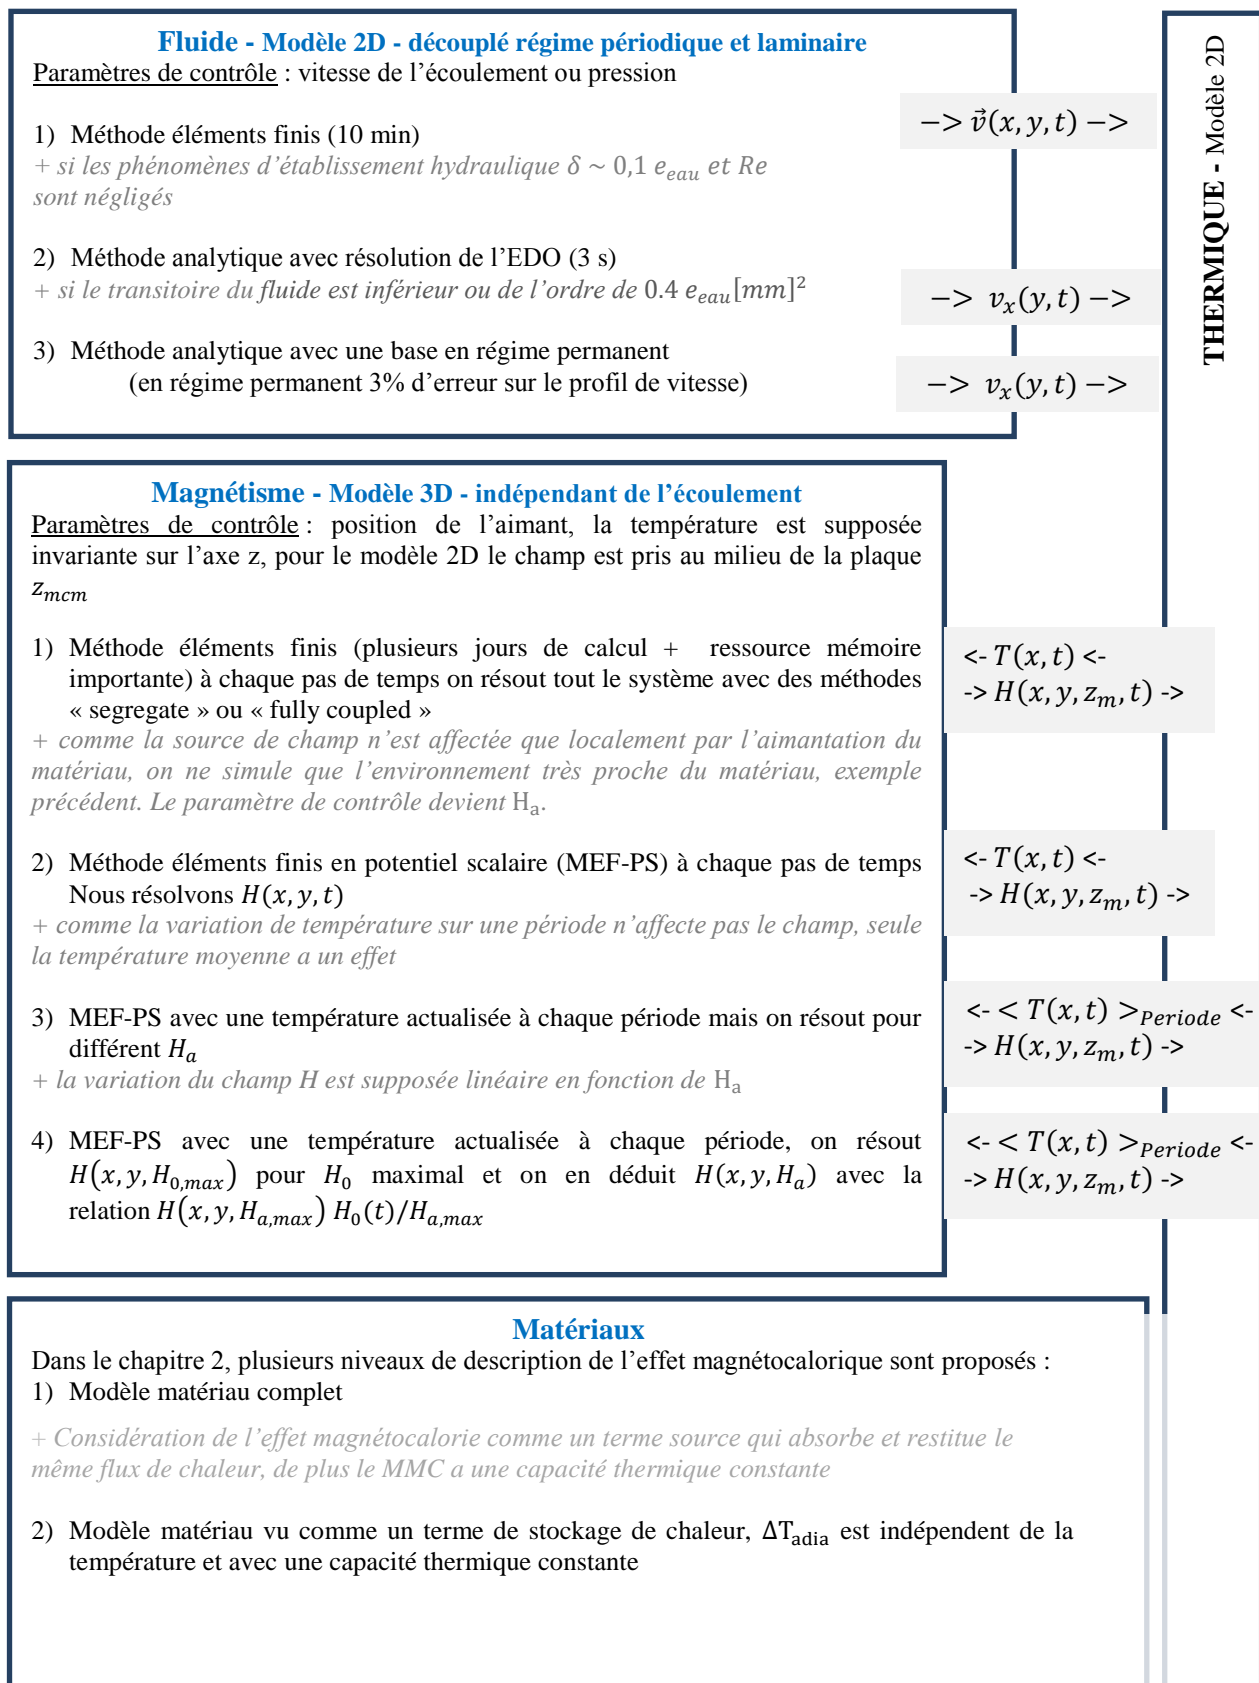 Fluide - Modèle 2D - découplé régime périodique et laminaire
Paramètres de contrôle : vitesse de l’écoulement ou pression
1) Méthode éléments finis (10 min)
+ si les phénomènes d’établissement hydraulique δ ~ 0,1 e_eau et Re
sont négligés
2) Méthode analytique avec résolution de l’EDO (3 s)
+ si le transitoire du fluide est inférieur ou de l’ordre de 0.4 e_eau[mm]²
3) Méthode analytique avec une base en régime permanent
(en régime permanent 3% d’erreur sur le profil de vitesse)
−> v⃗(x, y, t) −>
−> v_x(y, t) −>
−> v_x(y, t) −>
THERMIQUE - Modèle 2D
Magnétisme - Modèle 3D - indépendant de l’écoulement
Paramètres de contrôle : position de l’aimant, la température est supposée
invariante sur l’axe z, pour le modèle 2D le champ est pris au milieu de la plaque
z_mcm
1) Méthode éléments finis (plusieurs jours de calcul + ressource mémoire
importante) à chaque pas de temps on résout tout le système avec des méthodes
« segregate » ou « fully coupled »
+ comme la source de champ n’est affectée que localement par l’aimantation du
matériau, on ne simule que l’environnement très proche du matériau, exemple
précédent. Le paramètre de contrôle devient H_a.
<- T(x, t) <-
-> H(x, y, z_m, t) ->
2) Méthode éléments finis en potentiel scalaire (MEF-PS) à chaque pas de temps
Nous résolvons H(x, y, t)
+ comme la variation de température sur une période n’affecte pas le champ, seule
la température moyenne a un effet
<- T(x, t) <-
-> H(x, y, z_m, t) ->
3) MEF-PS avec une température actualisée à chaque période mais on résout pour
différent H_a
+ la variation du champ H est supposée linéaire en fonction de H_a
<- < T(x, t) >_Periode <-
-> H(x, y, z_m, t) ->
4) MEF-PS avec une température actualisée à chaque période, on résout
H(x, y, H_0,max) pour H_0 maximal et on en déduit H(x, y, H_a) avec la
relation H(x, y, H_a,max) H_0(t)/H_a,max
<- < T(x, t) >_Periode <-
-> H(x, y, z_m, t) ->
Matériaux
Dans le chapitre 2, plusieurs niveaux de description de l’effet magnétocalorique sont proposés :
1) Modèle matériau complet
+ Considération de l’effet magnétocalorie comme un terme source qui absorbe et restitue le
même flux de chaleur, de plus le MMC a une capacité thermique constante
2) Modèle matériau vu comme un terme de stockage de chaleur, ΔT_adia est indépendant de la
température et avec une capacité thermique constante